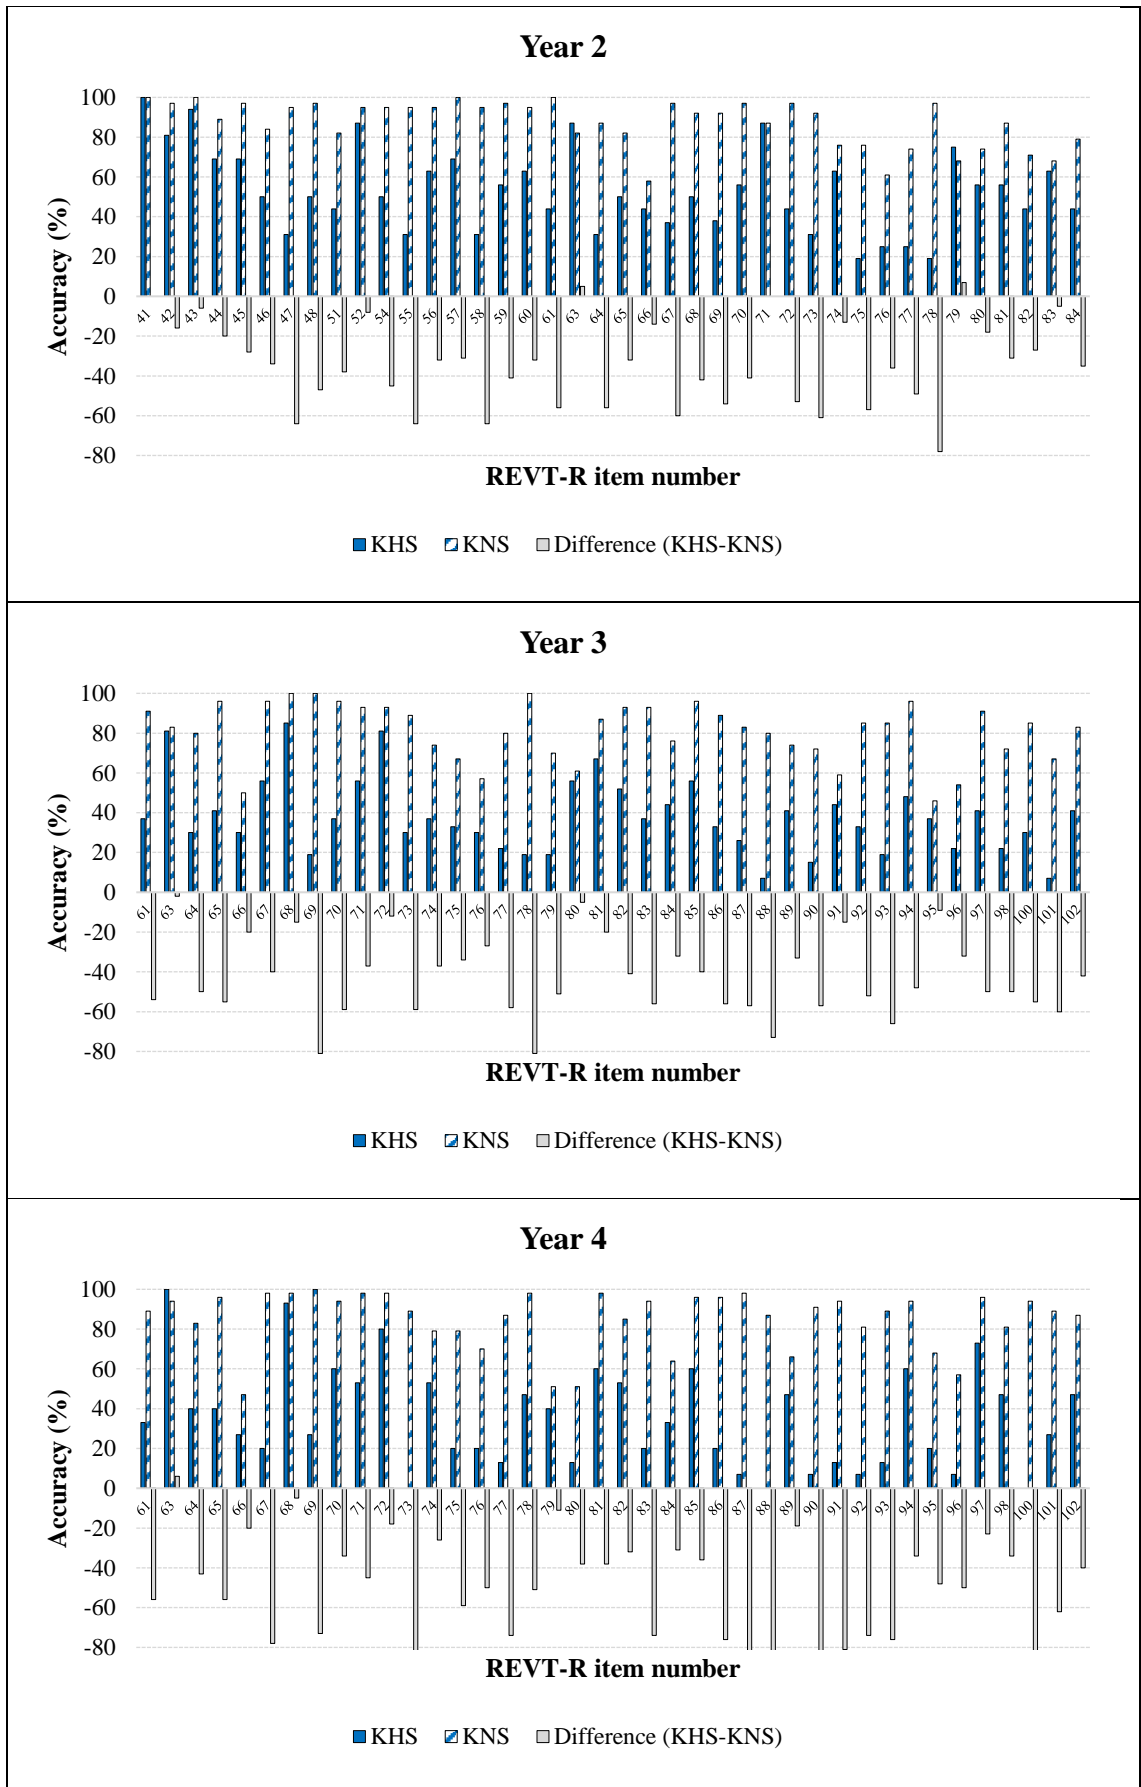 Year 2
100
80
60
40
20
0
-20
-40
-60
-80
Accuracy (%)
41 42 43 44 45 46 47 48 51 52 54 55 56 57 58 59 60 61 63 64 65 66 67 68 69 70 71 72 73 74 75 76 77 78 79 80 81 82 83 84
REVT-R item number
KHS KNS Difference (KHS-KNS)
Year 3
100
80
60
40
20
0
-20
-40
-60
-80
Accuracy (%)
61 63 64 65 66 67 68 69 70 71 72 73 74 75 76 77 78 79 80 81 82 83 84 85 86 87 88 89 90 91 92 93 94 95 96 97 98 100 101 102
REVT-R item number
KHS KNS Difference (KHS-KNS)
Year 4
100
80
60
40
20
0
-20
-40
-60
-80
Accuracy (%)
61 63 64 65 66 67 68 69 70 71 72 73 74 75 76 77 78 79 80 81 82 83 84 85 86 87 88 89 90 91 92 93 94 95 96 97 98 100 101 102
REVT-R item number
KHS KNS Difference (KHS-KNS)